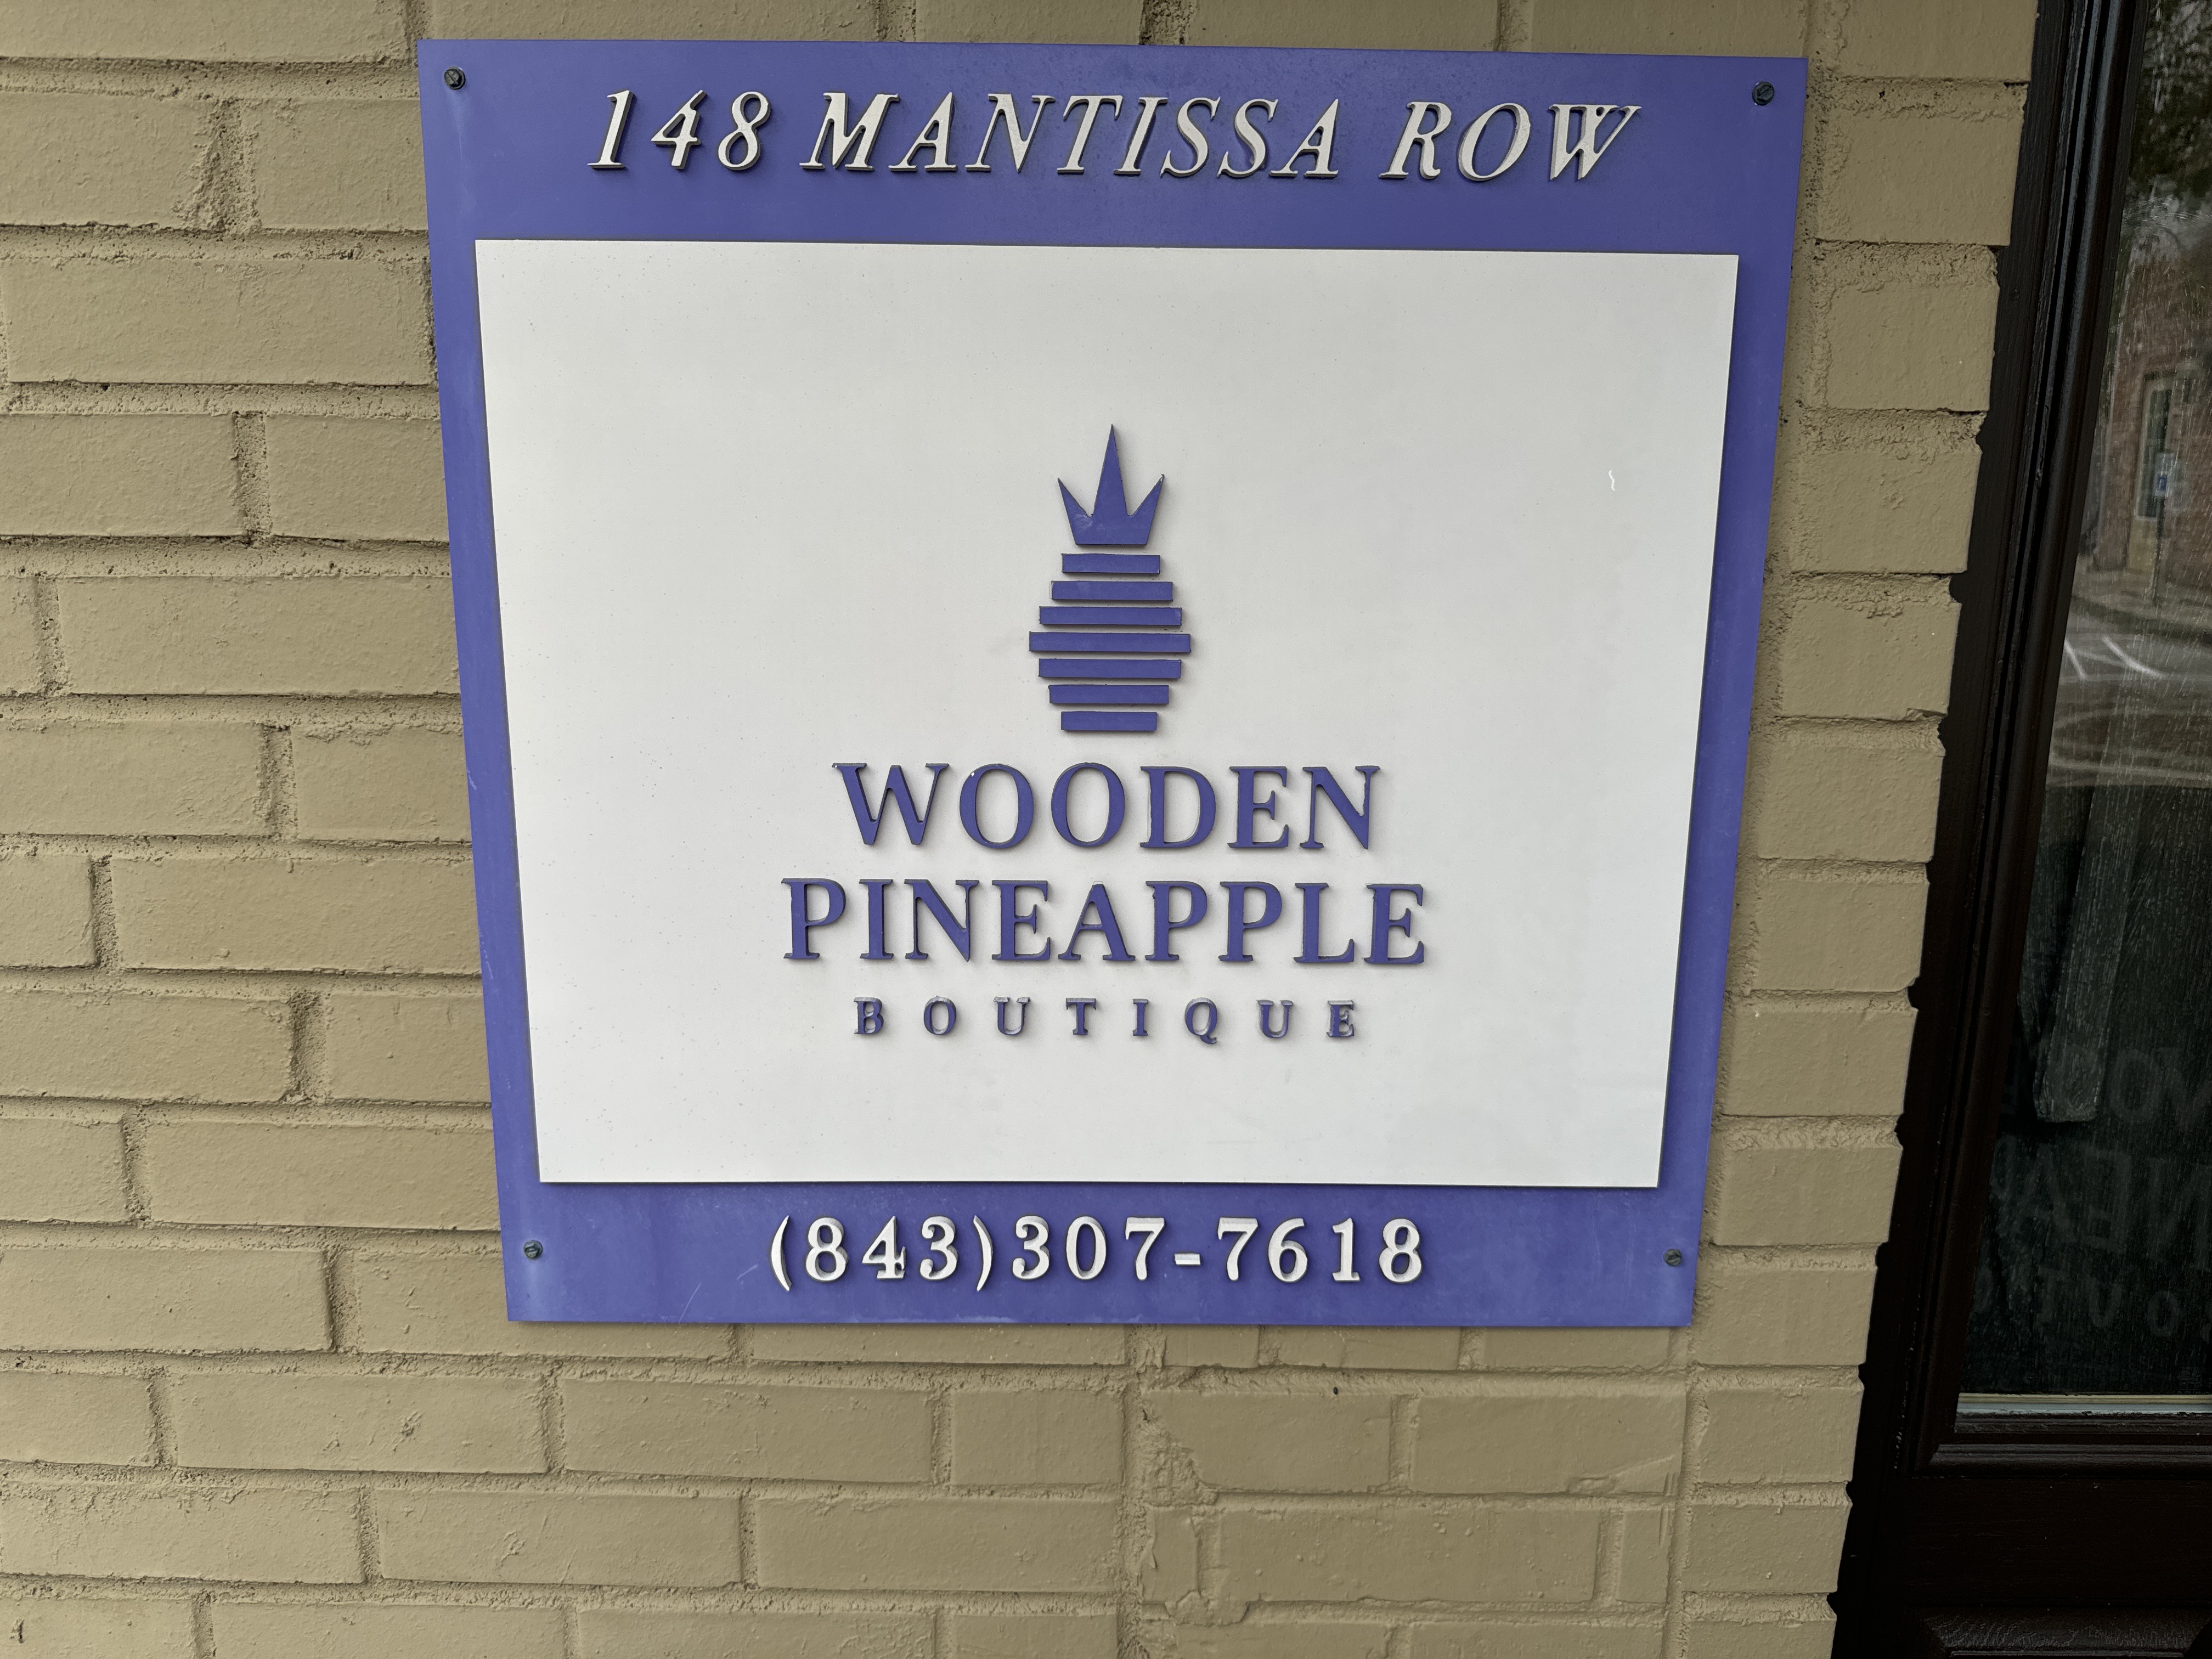 148 MANTISSA ROW
WOODEN
PINEAPPLE
BOUTIQUE
(843)307-7618